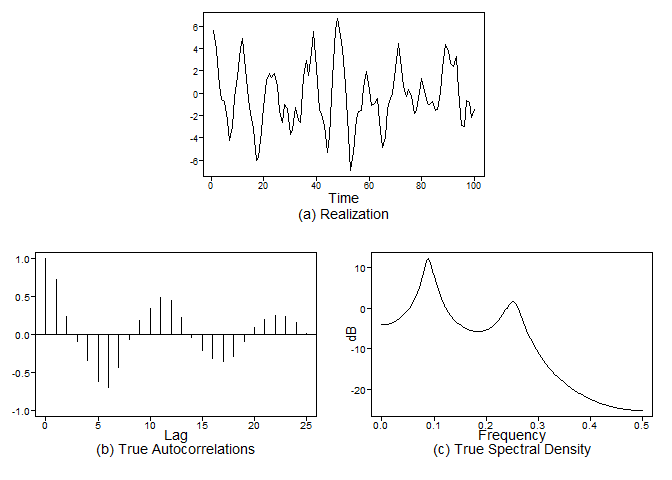 6
4
2
0
-2
-4
-6
0 20 40 60 80 100
Time
(a) Realization
1.0
0.5
0.0
-0.5
-1.0
0 5 10 15 20 25
Lag
(b) True Autocorrelations
10
0
-10
-20
dB
0.0 0.1 0.2 0.3 0.4 0.5
Frequency
(c) True Spectral Density